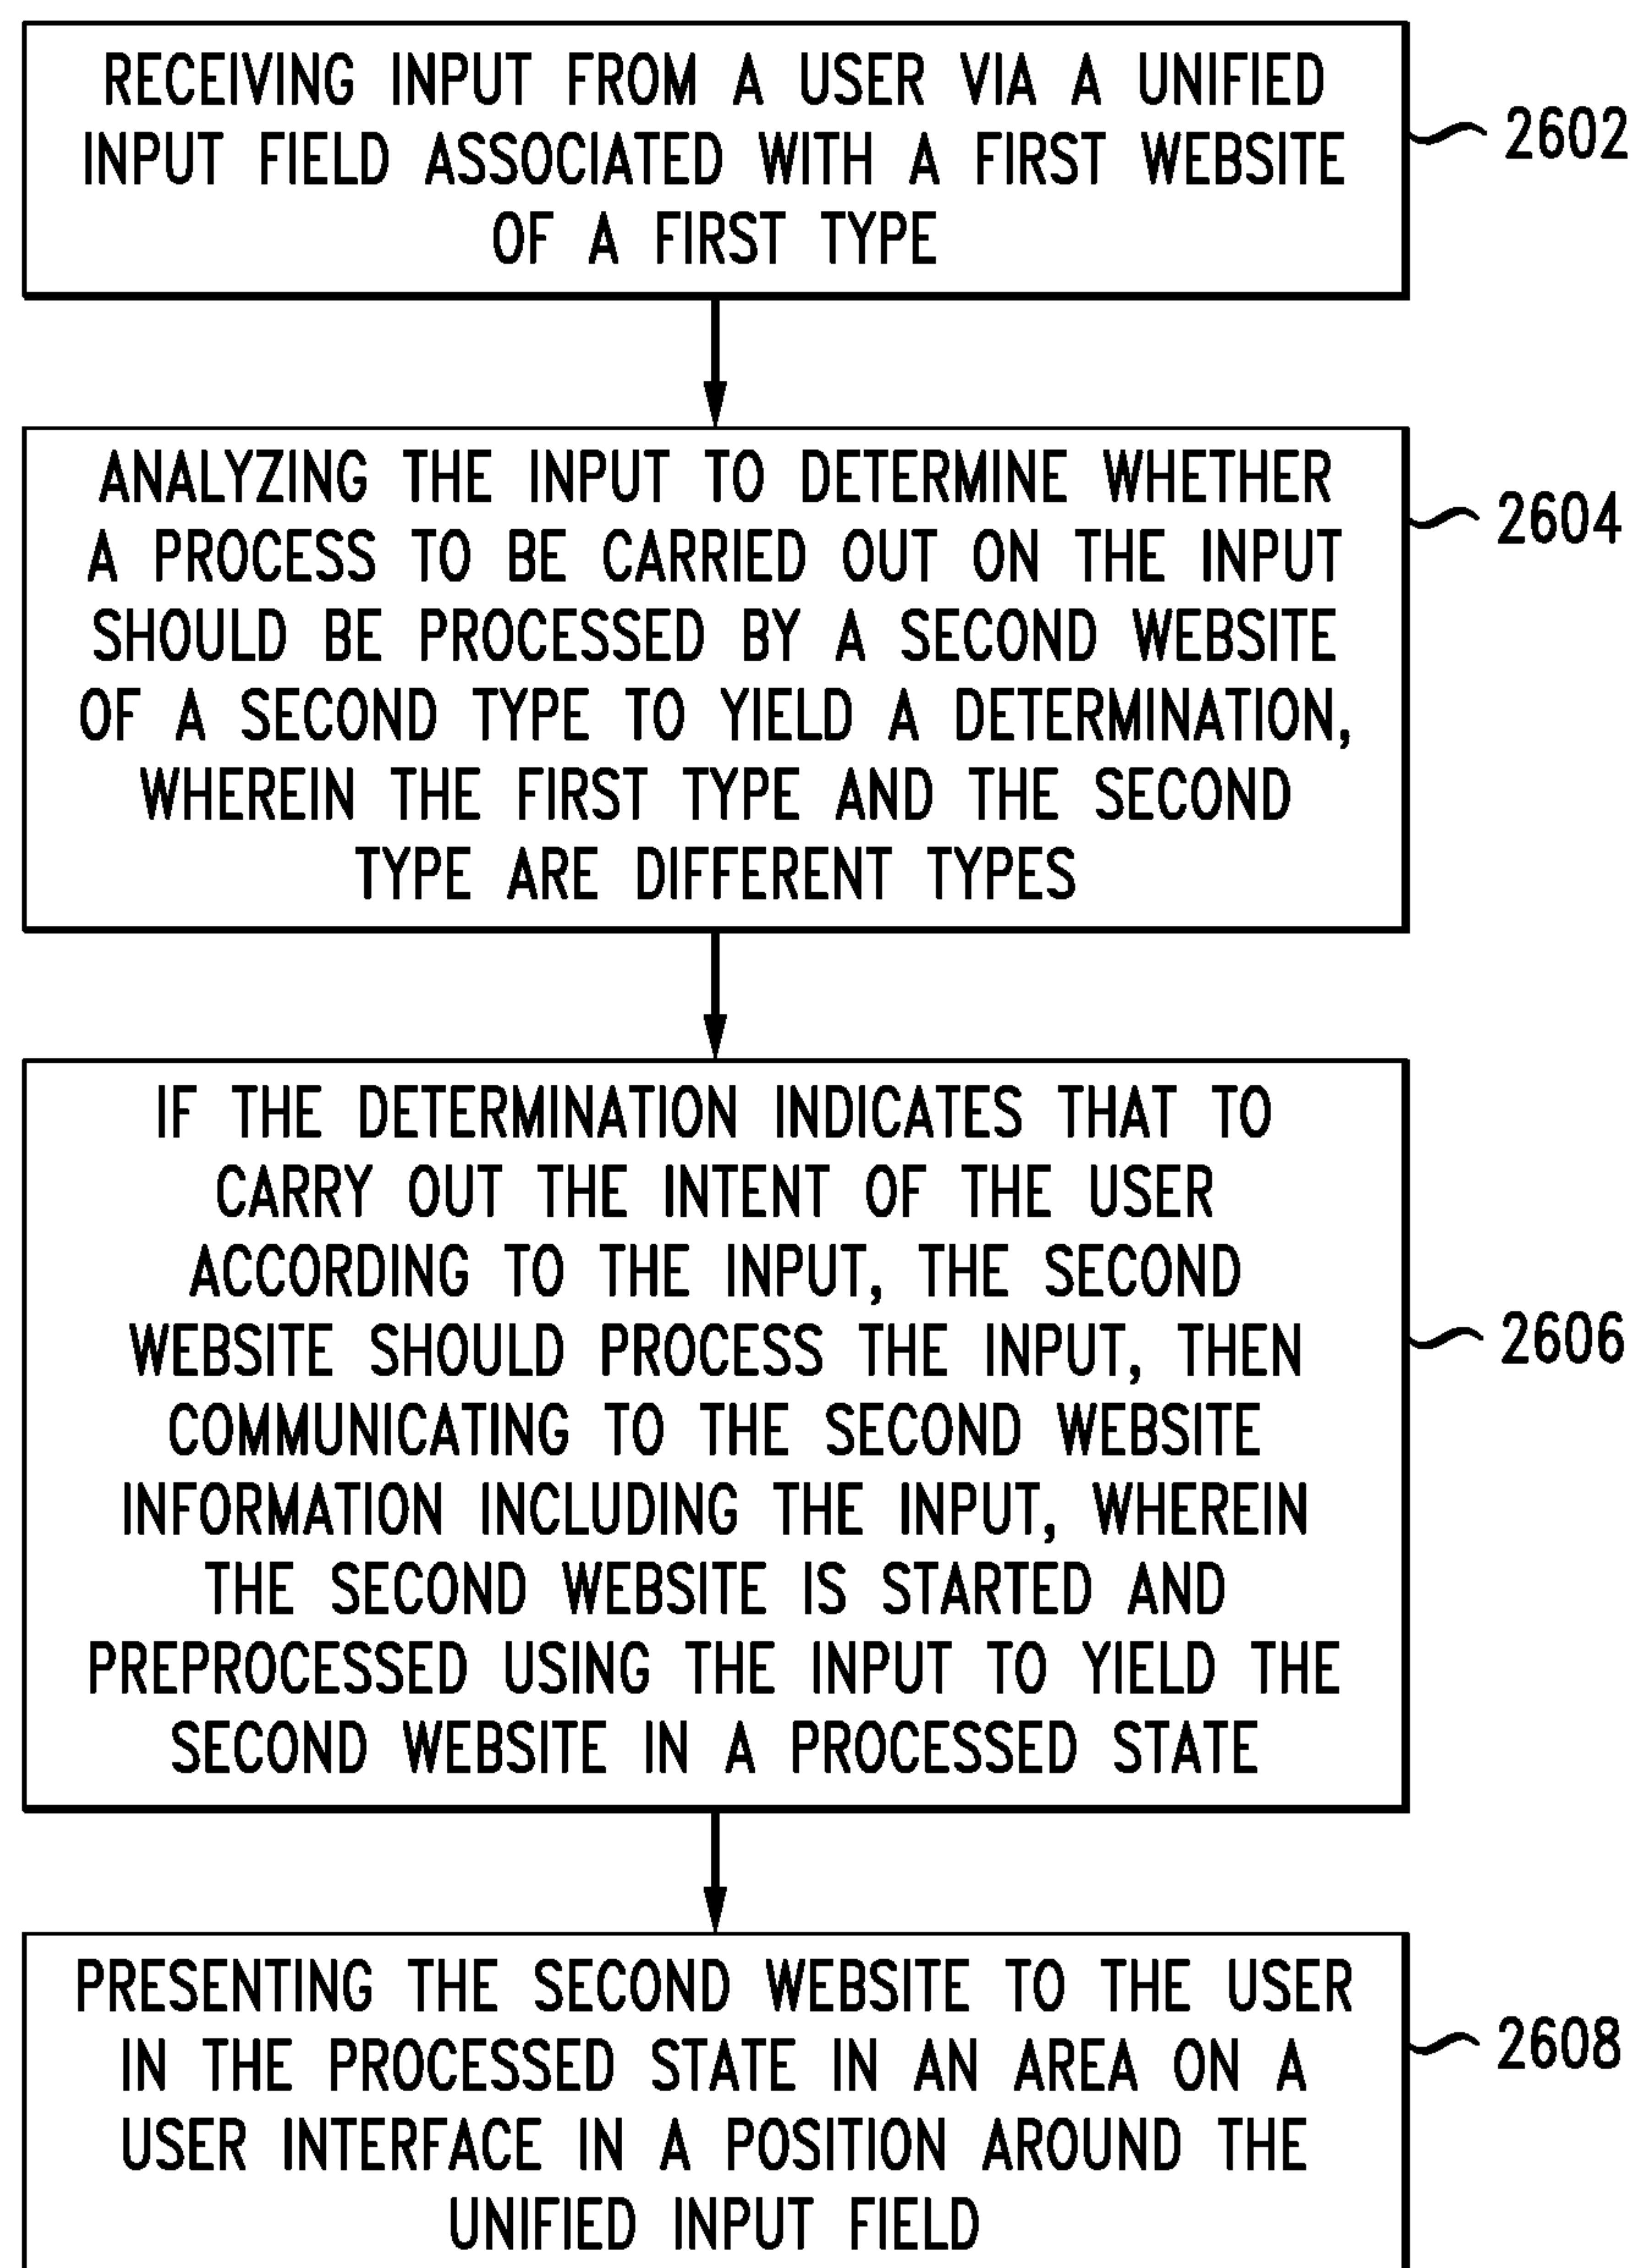 RECEIVING INPUT FROM A USER VIA A UNIFIED
INPUT FIELD ASSOCIATED WITH A FIRST WEBSITE
OF A FIRST TYPE
2602
ANALYZING THE INPUT TO DETERMINE WHETHER
A PROCESS TO BE CARRIED OUT ON THE INPUT
SHOULD BE PROCESSED BY A SECOND WEBSITE
OF A SECOND TYPE TO YIELD A DETERMINATION,
WHEREIN THE FIRST TYPE AND THE SECOND
TYPE ARE DIFFERENT TYPES
2604
IF THE DETERMINATION INDICATES THAT TO
CARRY OUT THE INTENT OF THE USER
ACCORDING TO THE INPUT, THE SECOND
WEBSITE SHOULD PROCESS THE INPUT, THEN
COMMUNICATING TO THE SECOND WEBSITE
INFORMATION INCLUDING THE INPUT, WHEREIN
THE SECOND WEBSITE IS STARTED AND
PREPROCESSED USING THE INPUT TO YIELD THE
SECOND WEBSITE IN A PROCESSED STATE
2606
PRESENTING THE SECOND WEBSITE TO THE USER
IN THE PROCESSED STATE IN AN AREA ON A
USER INTERFACE IN A POSITION AROUND THE
UNIFIED INPUT FIELD
2608